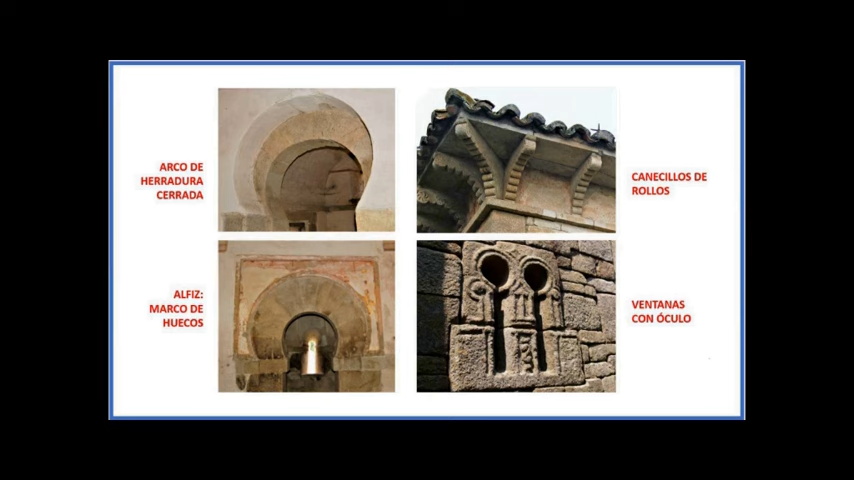 ARCO DE
HERRADURA
CERRADA
CANECILLOS DE
ROLLOS
ALFIZ:
MARCO DE
HUECOS
VENTANAS
CON ÓCULO